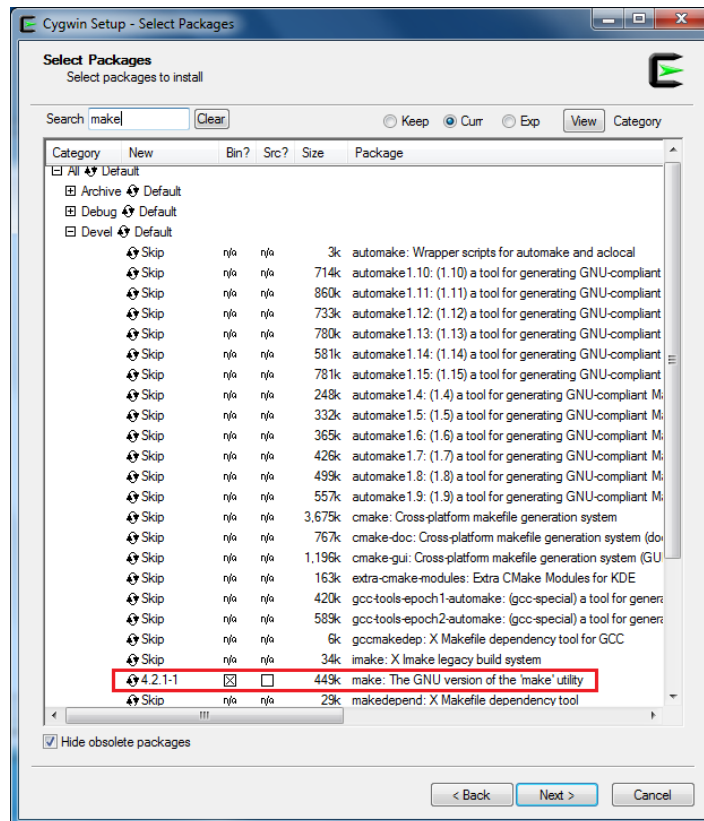 Cygwin Setup - Select Packages
Select Packages
Select packages to install
Search make Clear Keep Curr Exp View Category
Category New Bin? Src? Size Package
All Default
Archive Default
Debug Default
Devel Default
Skip n/a n/a 3k automake: Wrapper scripts for automake and aclocal
Skip n/a n/a 714k automake1.10: (1.10) a tool for generating GNU-compliant
Skip n/a n/a 860k automake1.11: (1.11) a tool for generating GNU-compliant
Skip n/a n/a 733k automake1.12: (1.12) a tool for generating GNU-compliant
Skip n/a n/a 780k automake1.13: (1.13) a tool for generating GNU-compliant
Skip n/a n/a 581k automake1.14: (1.14) a tool for generating GNU-compliant
Skip n/a n/a 781k automake1.15: (1.15) a tool for generating GNU-compliant
Skip n/a n/a 248k automake1.4: (1.4) a tool for generating GNU-compliant Ma
Skip n/a n/a 332k automake1.5: (1.5) a tool for generating GNU-compliant Ma
Skip n/a n/a 365k automake1.6: (1.6) a tool for generating GNU-compliant Ma
Skip n/a n/a 426k automake1.7: (1.7) a tool for generating GNU-compliant Ma
Skip n/a n/a 499k automake1.8: (1.8) a tool for generating GNU-compliant Ma
Skip n/a n/a 557k automake1.9: (1.9) a tool for generating GNU-compliant Ma
Skip n/a n/a 3,675k cmake: Cross-platform makefile generation system
Skip n/a n/a 767k cmake-doc: Cross-platform makefile generation system (do
Skip n/a n/a 1,196k cmake-gui: Cross-platform makefile generation system (GU
Skip n/a n/a 163k extra-cmake-modules: Extra CMake Modules for KDE
Skip n/a n/a 420k gcc-tools-epoch1-automake: (gcc-special) a tool for genera
Skip n/a n/a 589k gcc-tools-epoch2-automake: (gcc-special) a tool for genera
Skip n/a n/a 6k gccmakedep: X Makefile dependency tool for GCC
Skip n/a n/a 34k imake: X Imake legacy build system
4.2.1-1 449k make: The GNU version of the 'make' utility
Skip n/a n/a 29k makedepend: X Makefile dependency tool
Hide obsolete packages
< Back Next > Cancel